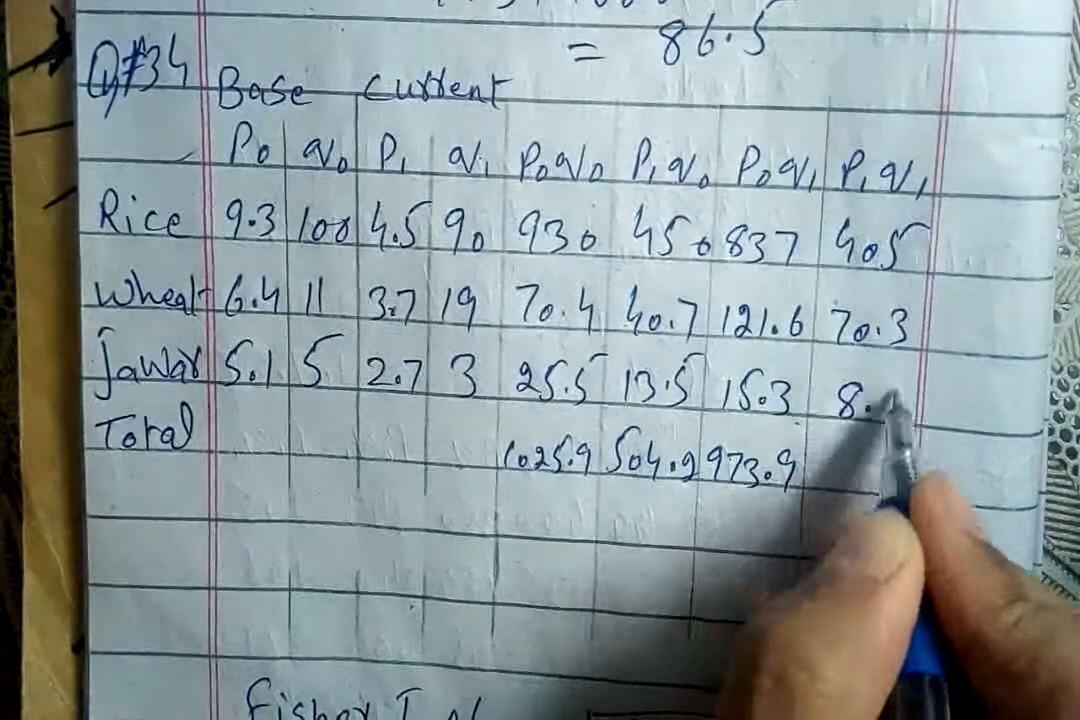 = 86.5
Q#34 Base Current
P₀ q₀ P₁ q₁ P₀q₀ P₁q₀ P₀q₁ P₁q₁
Rice 9.3 100 4.5 90 930 450 837 405
Wheat 6.4 11 3.7 19 70.4 40.7 121.6 70.3
Jawar 5.1 5 2.7 3 25.5 13.5 15.3 8.
Total 1025.9 504.2 973.9
Fisher I